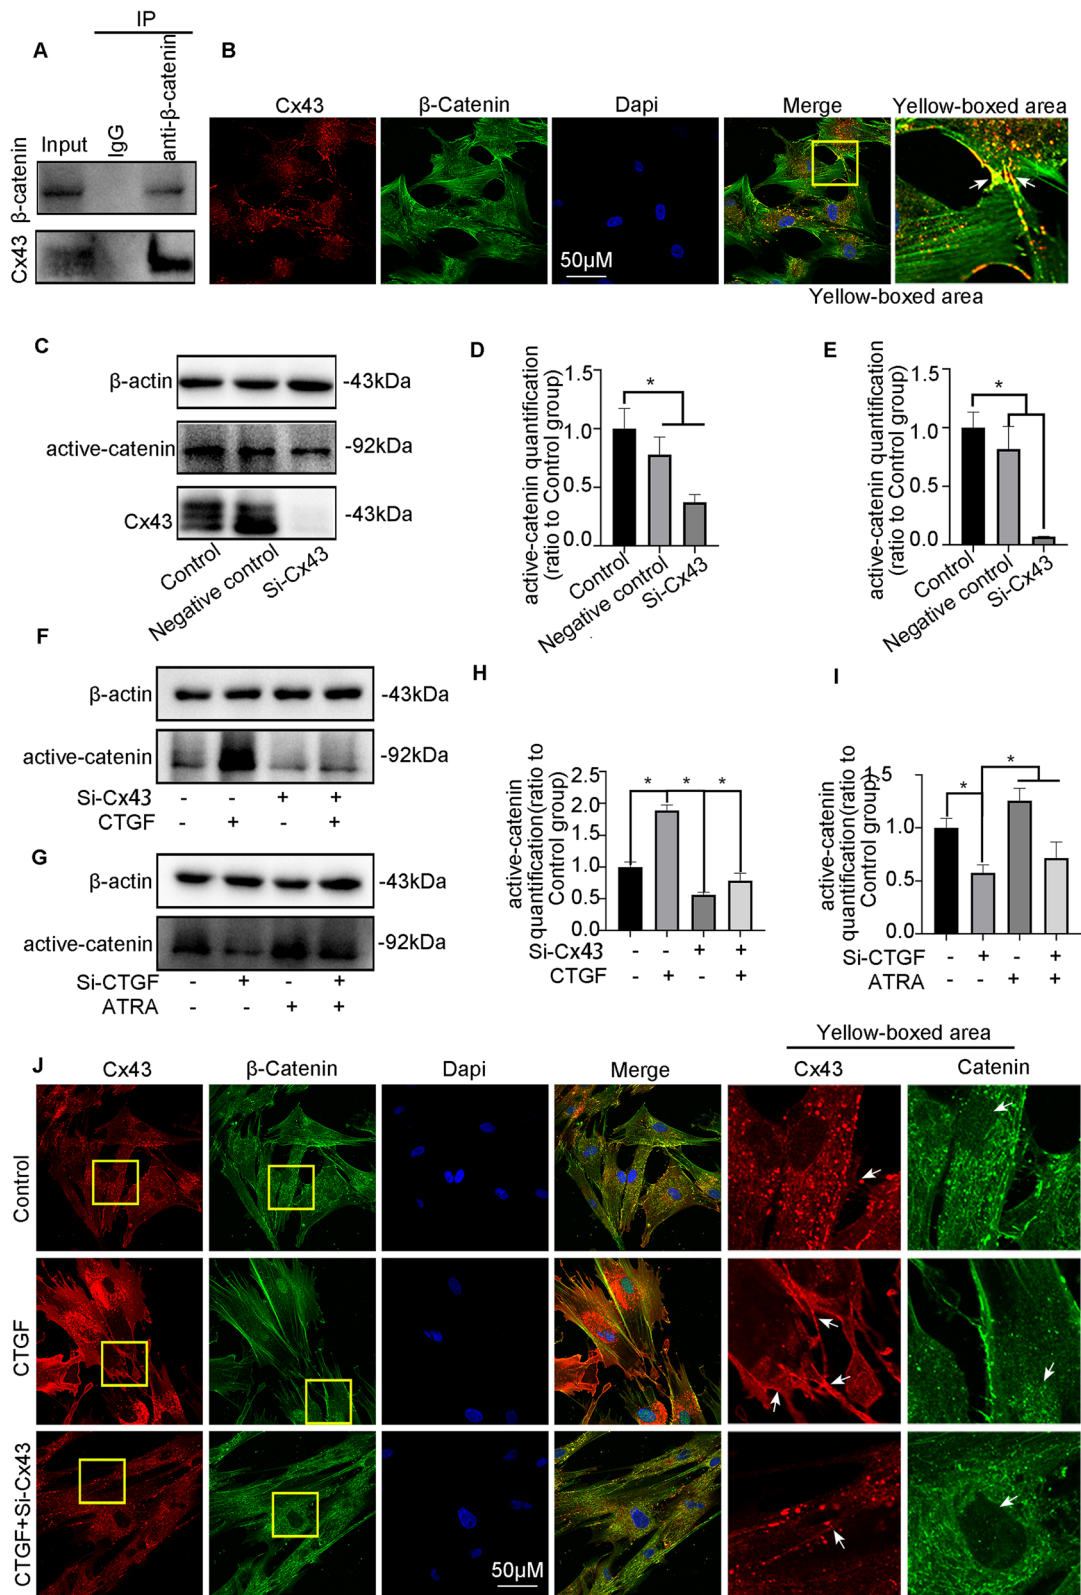 IP
A
Input
IgG
anti-β-catenin
β-catenin
Cx43
B
Cx43
β-Catenin
Dapi
Merge
Yellow-boxed area
50μM
Yellow-boxed area
C
β-actin
-43kDa
active-catenin
-92kDa
Cx43
-43kDa
Control
Negative control
Si-Cx43
D
active-catenin quantification
(ratio to Control group)
1.5
1.0
0.5
0.0
*
Control
Negative control
Si-Cx43
E
active-catenin quantification
(ratio to Control group)
1.5
1.0
0.5
0.0
*
Control
Negative control
Si-Cx43
F
β-actin
-43kDa
active-catenin
-92kDa
Si-Cx43 - - + +
CTGF - + - +
G
β-actin
-43kDa
active-catenin
-92kDa
Si-CTGF - + - +
ATRA - - + +
H
active-catenin
quantification(ratio to
Control group)
2.5
2.0
1.5
1.0
0.5
0.0
* * *
Si-Cx43 - - + +
CTGF - + - +
I
active-catenin
quantification(ratio to
Control group)
1.5
1.0
0.5
0.0
* *
Si-CTGF - + - +
ATRA - - + +
J
Cx43
β-Catenin
Dapi
Merge
Yellow-boxed area
Cx43
Catenin
Control
CTGF
CTGF+Si-Cx43
50μM